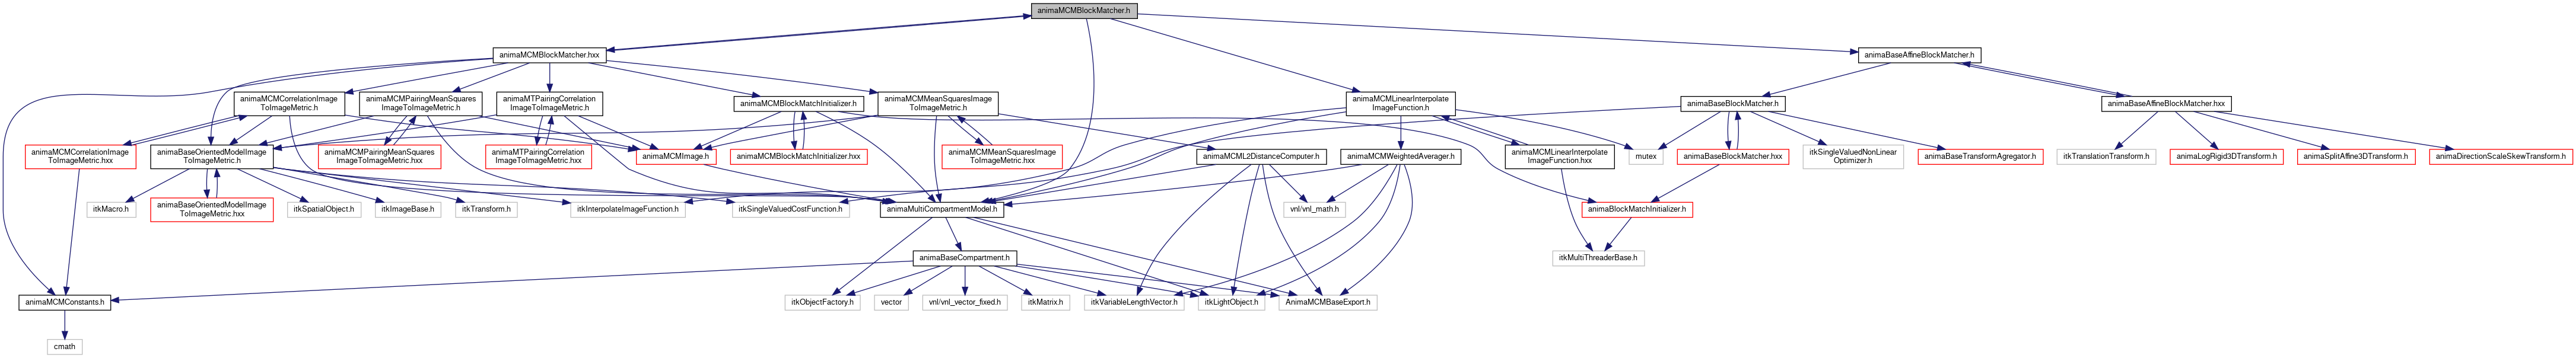 animaMCMBlockMatcher.h
animaMCMBlockMatcher.hxx
animaBaseAffineBlockMatcher.h
animaMCMCorrelationImage
ToImageMetric.h
animaMCMPairingMeanSquares
ImageToImageMetric.h
animaMTPairingCorrelation
ImageToImageMetric.h
animaMCMBlockMatchInitializer.h
animaMCMMeanSquaresImage
ToImageMetric.h
animaMCMLinearInterpolate
ImageFunction.h
animaBaseBlockMatcher.h
animaBaseAffineBlockMatcher.hxx
animaMCMCorrelationImage
ToImageMetric.hxx
animaBaseOrientedModelImage
ToImageMetric.h
animaMCMPairingMeanSquares
ImageToImageMetric.hxx
animaMTPairingCorrelation
ImageToImageMetric.hxx
animaMCMImage.h
animaMCMBlockMatchInitializer.hxx
animaMCMMeanSquaresImage
ToImageMetric.hxx
animaMCML2DistanceComputer.h
animaMCMWeightedAverager.h
animaMCMLinearInterpolate
ImageFunction.hxx
mutex
animaBaseBlockMatcher.hxx
itkSingleValuedNonLinear
Optimizer.h
animaBaseTransformAgregator.h
itkTranslationTransform.h
animaLogRigid3DTransform.h
animaSplitAffine3DTransform.h
animaDirectionScaleSkewTransform.h
itkMacro.h
animaBaseOrientedModelImage
ToImageMetric.hxx
itkSpatialObject.h
itkImageBase.h
itkTransform.h
itkInterpolateImageFunction.h
itkSingleValuedCostFunction.h
animaMultiCompartmentModel.h
vnl/vnl_math.h
animaBlockMatchInitializer.h
animaBaseCompartment.h
itkMultiThreaderBase.h
animaMCMConstants.h
itkObjectFactory.h
vector
vnl/vnl_vector_fixed.h
itkMatrix.h
itkVariableLengthVector.h
itkLightObject.h
AnimaMCMBaseExport.h
cmath